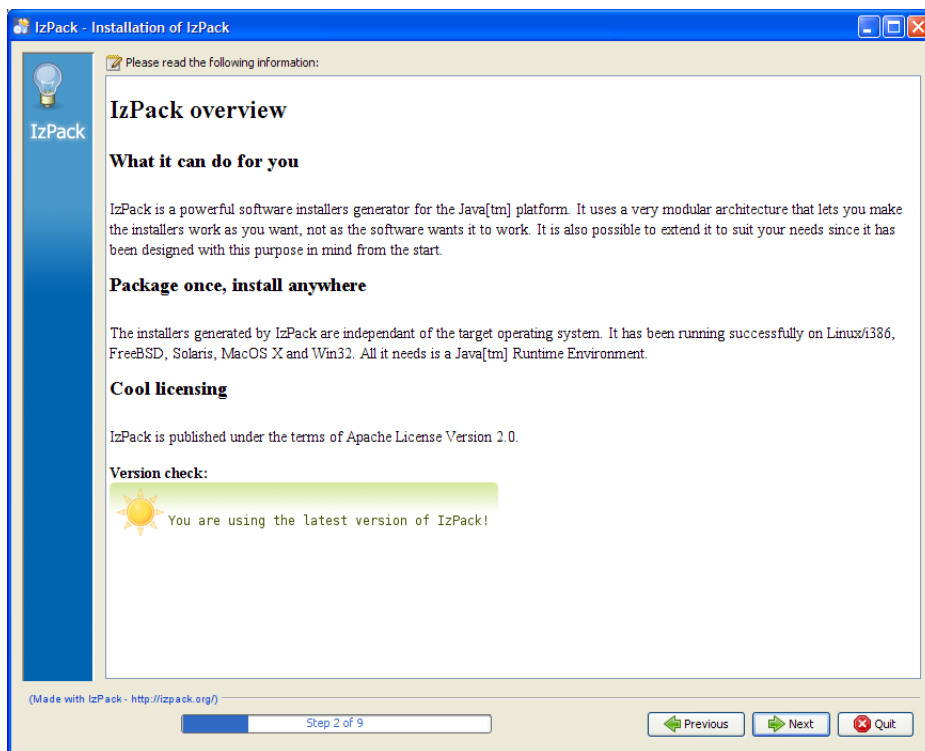 IzPack - Installation of IzPack
IzPack
Please read the following information:
IzPack overview
What it can do for you
IzPack is a powerful software installers generator for the Java[tm] platform. It uses a very modular architecture that lets you make
the installers work as you want, not as the software wants it to work. It is also possible to extend it to suit your needs since it has
been designed with this purpose in mind from the start.
Package once, install anywhere
The installers generated by IzPack are independant of the target operating system. It has been running successfully on Linux/i386,
FreeBSD, Solaris, MacOS X and Win32. All it needs is a Java[tm] Runtime Environment.
Cool licensing
IzPack is published under the terms of Apache License Version 2.0.
Version check:
You are using the latest version of IzPack!
(Made with IzPack - http://izpack.org/)
Step 2 of 9
Previous
Next
Quit